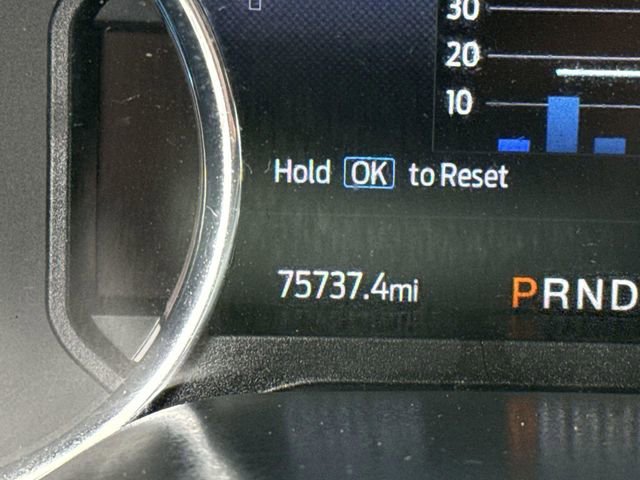 30
20
10
Hold OK to Reset
75737.4mi
PRND